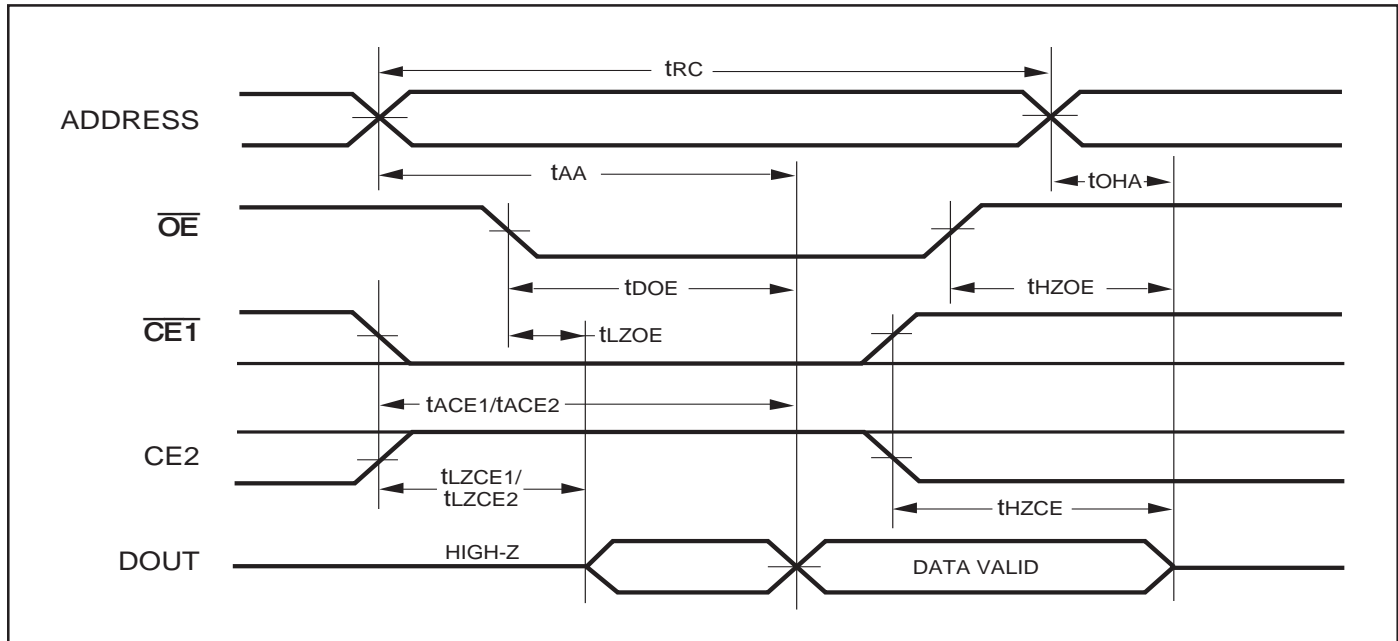 tRC
ADDRESS
tAA
tOHA
OE
tDOE
tHZOE
CE1
tLZOE
tACE1/tACE2
CE2
tLZCE1/
tLZCE2
tHZCE
DOUT
HIGH-Z
DATA VALID